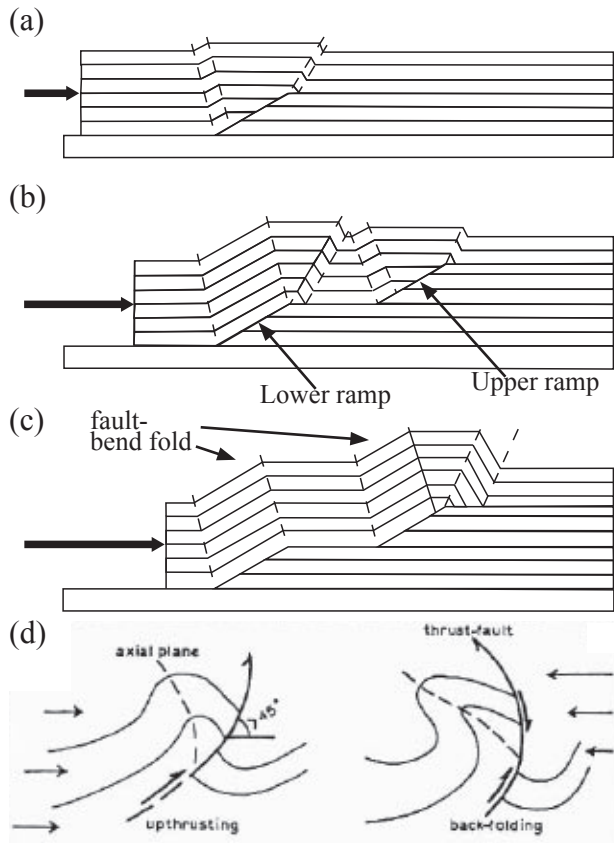 (a)
(b)
Lower ramp
Upper ramp
(c)
fault-
bend fold
(d)
axial plane
45°
upthrusting
thrust-fault
back-folding